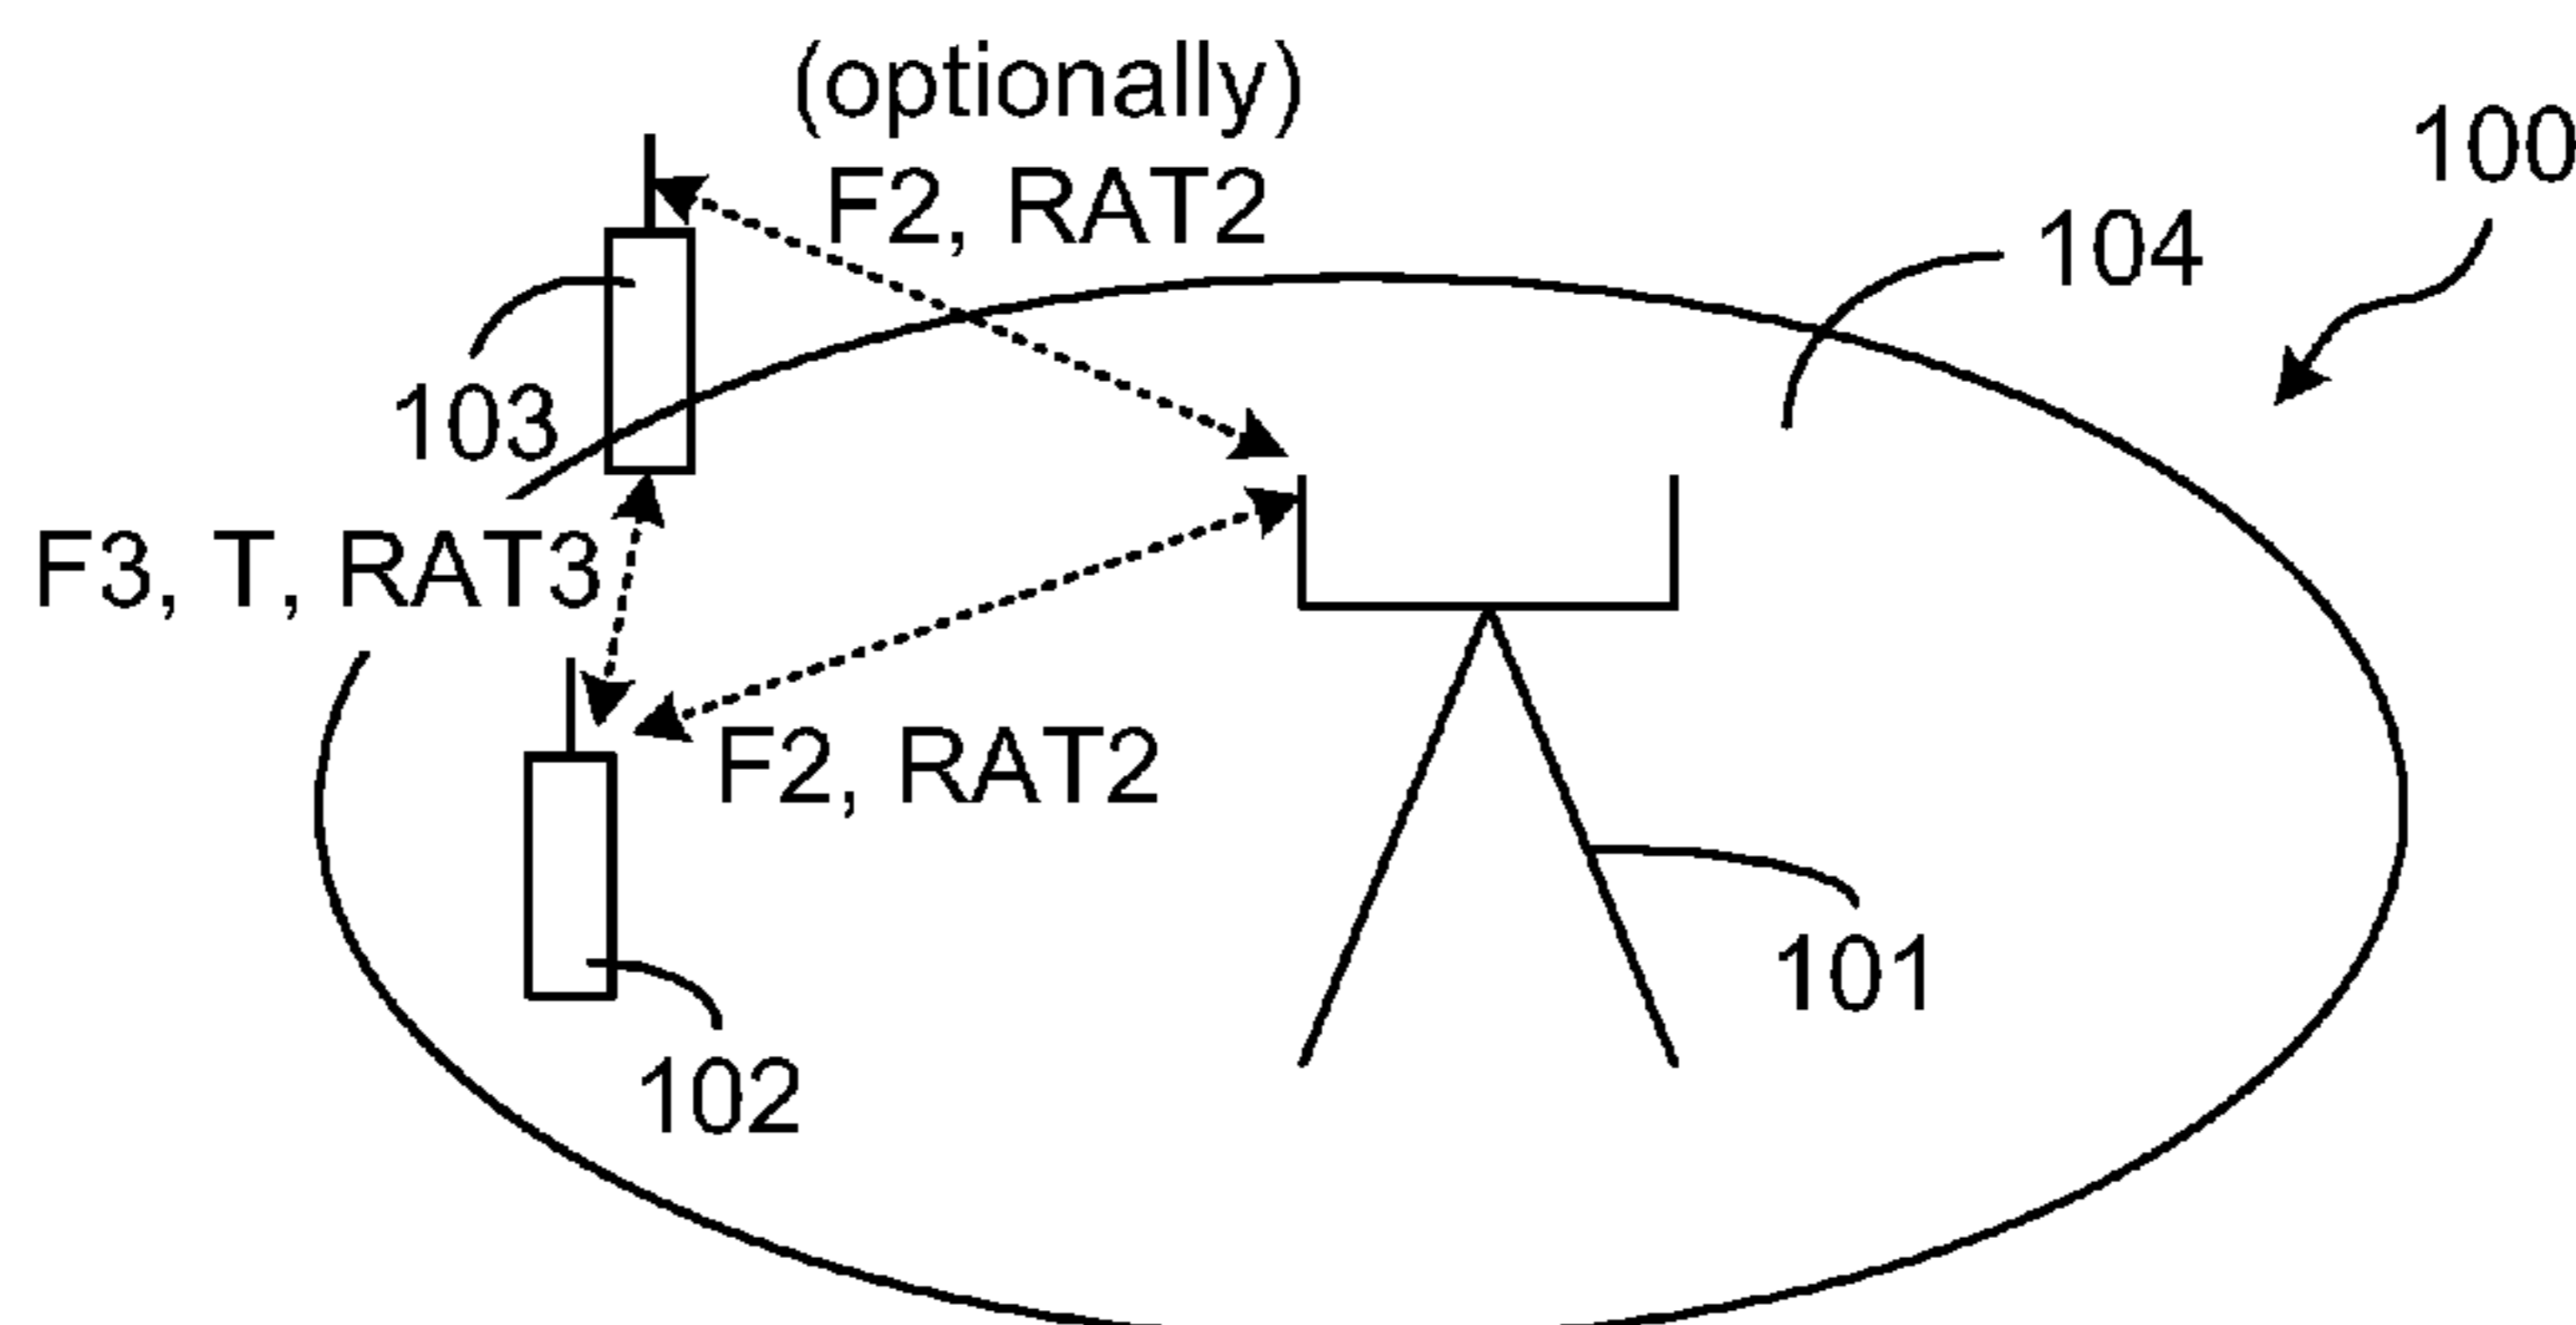 (optionally)
F2, RAT2
100
104
103
F3, T, RAT3
F2, RAT2
101
102